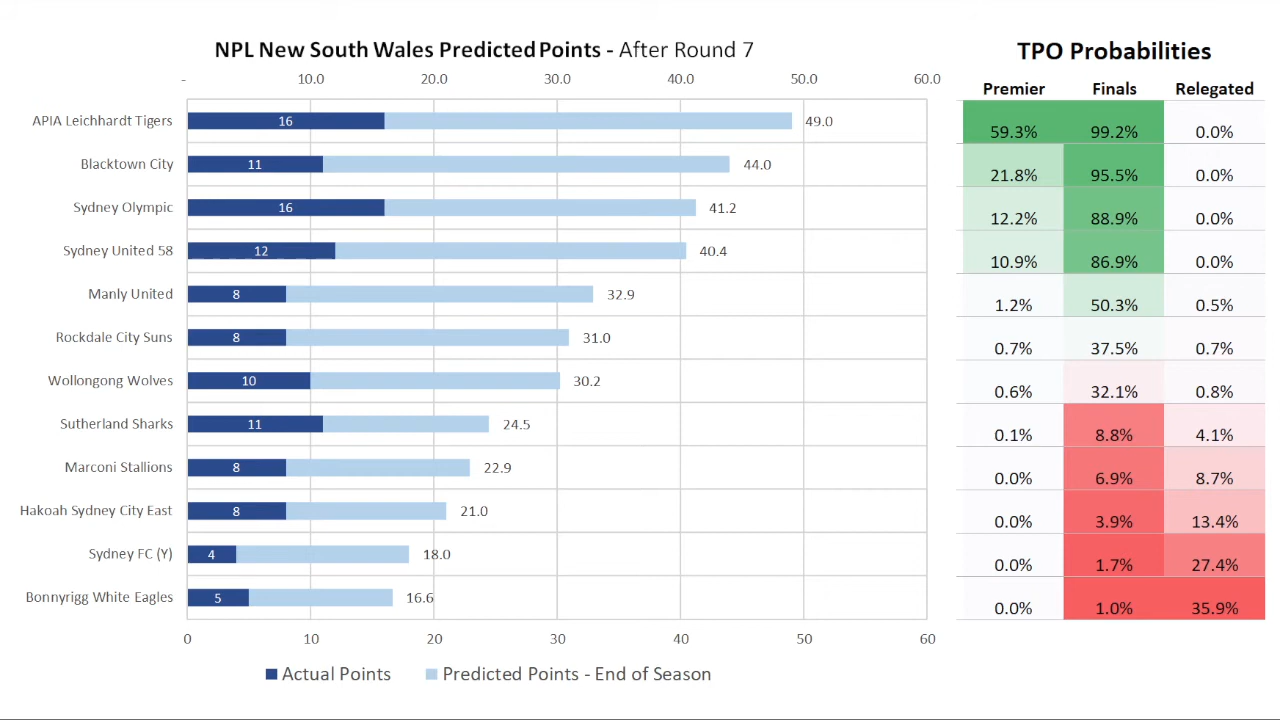 NPL New South Wales Predicted Points - After Round 7
TPO Probabilities
- 10.0 20.0 30.0 40.0 50.0 60.0
Premier Finals Relegated
APIA Leichhardt Tigers 16 49.0 59.3% 99.2% 0.0%
Blacktown City 11 44.0 21.8% 95.5% 0.0%
Sydney Olympic 16 41.2 12.2% 88.9% 0.0%
Sydney United 58 12 40.4 10.9% 86.9% 0.0%
Manly United 8 32.9 1.2% 50.3% 0.5%
Rockdale City Suns 8 31.0 0.7% 37.5% 0.7%
Wollongong Wolves 10 30.2 0.6% 32.1% 0.8%
Sutherland Sharks 11 24.5 0.1% 8.8% 4.1%
Marconi Stallions 8 22.9 0.0% 6.9% 8.7%
Hakoah Sydney City East 8 21.0 0.0% 3.9% 13.4%
Sydney FC (Y) 4 18.0 0.0% 1.7% 27.4%
Bonnyrigg White Eagles 5 16.6 0.0% 1.0% 35.9%
0 10 20 30 40 50 60
Actual Points Predicted Points - End of Season